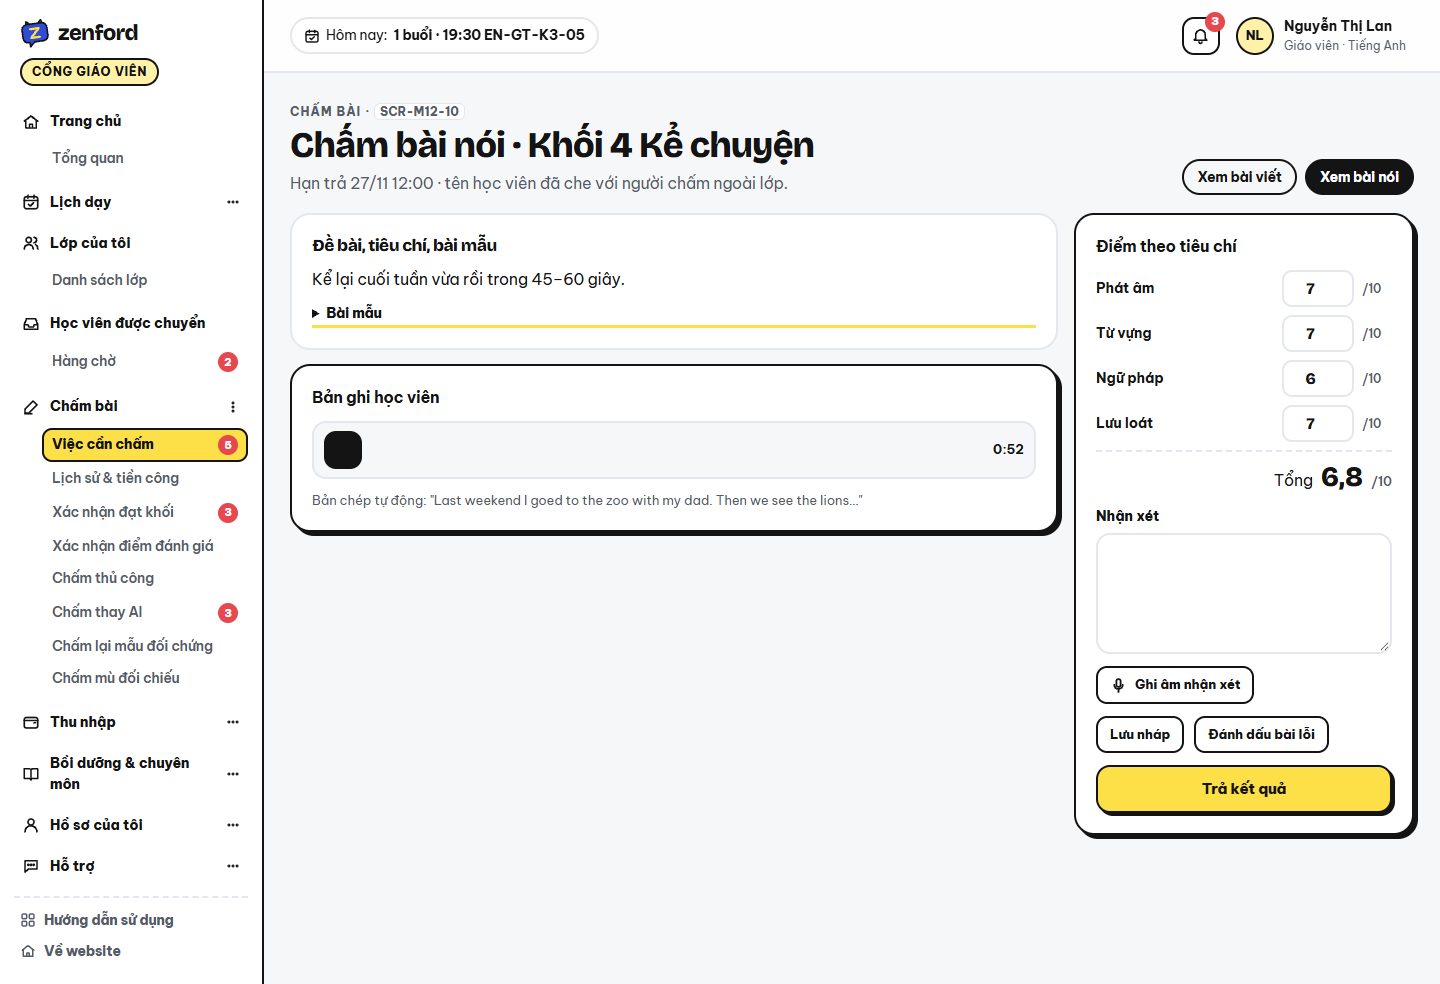 zenford
CỔNG GIÁO VIÊN
Trang chủ
Tổng quan
Lịch dạy
Lớp của tôi
Danh sách lớp
Học viên được chuyển
Hàng chờ 2
Chấm bài
Việc cần chấm 5
Lịch sử & tiền công
Xác nhận đạt khối 3
Xác nhận điểm đánh giá
Chấm thủ công
Chấm thay AI 3
Chấm lại mẫu đối chứng
Chấm mù đối chiếu
Thu nhập
Bồi dưỡng & chuyên
môn
Hồ sơ của tôi
Hỗ trợ
Hướng dẫn sử dụng
Về website
Hôm nay: 1 buổi · 19:30 EN-GT-K3-05
3
NL
Nguyễn Thị Lan
Giáo viên · Tiếng Anh
CHẤM BÀI · SCR-M12-10
Chấm bài nói · Khối 4 Kể chuyện
Hạn trả 27/11 12:00 · tên học viên đã che với người chấm ngoài lớp.
Xem bài viết
Xem bài nói
Đề bài, tiêu chí, bài mẫu
Kể lại cuối tuần vừa rồi trong 45–60 giây.
Bài mẫu
Bản ghi học viên
0:52
Bản chép tự động: "Last weekend I goed to the zoo with my dad. Then we see the lions..."
Điểm theo tiêu chí
Phát âm 7 /10
Từ vựng 7 /10
Ngữ pháp 6 /10
Lưu loát 7 /10
Tổng 6,8 /10
Nhận xét
Ghi âm nhận xét
Lưu nháp
Đánh dấu bài lỗi
Trả kết quả